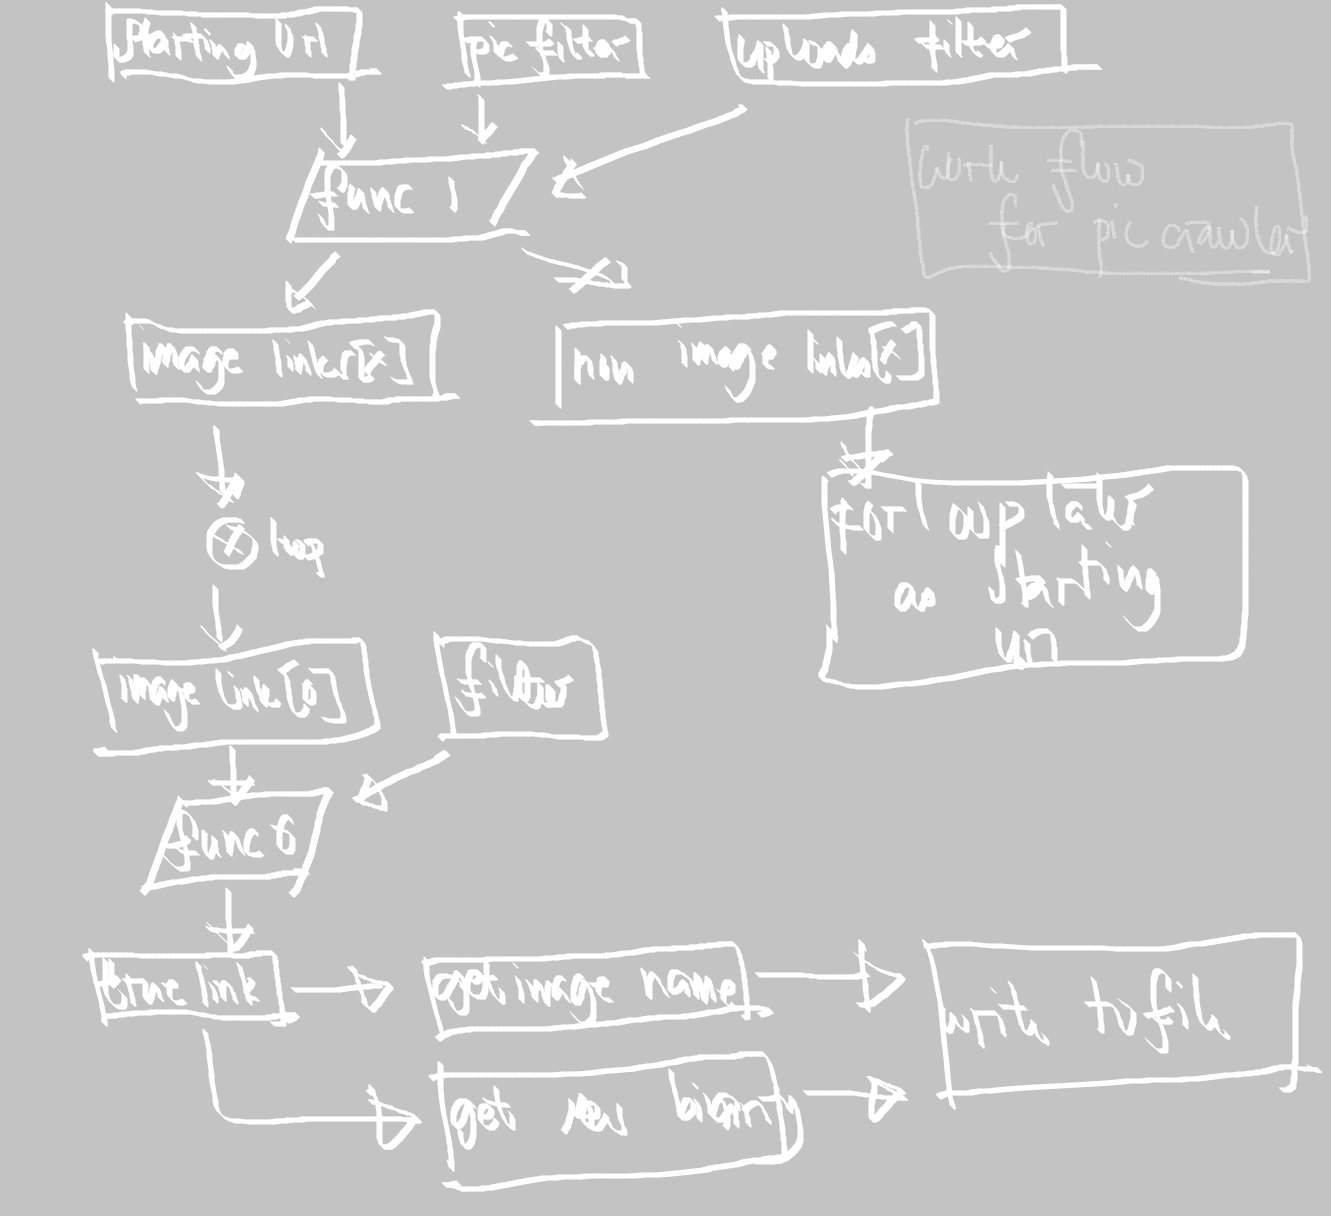 starting Url
pic filter
uploads filter
work flow
for pic crawler
func 1
image links[x]
non image links[x]
loop
for loop later
as starting
url
image link[0]
filter
func 6
true link
get image name
write to file
get binary